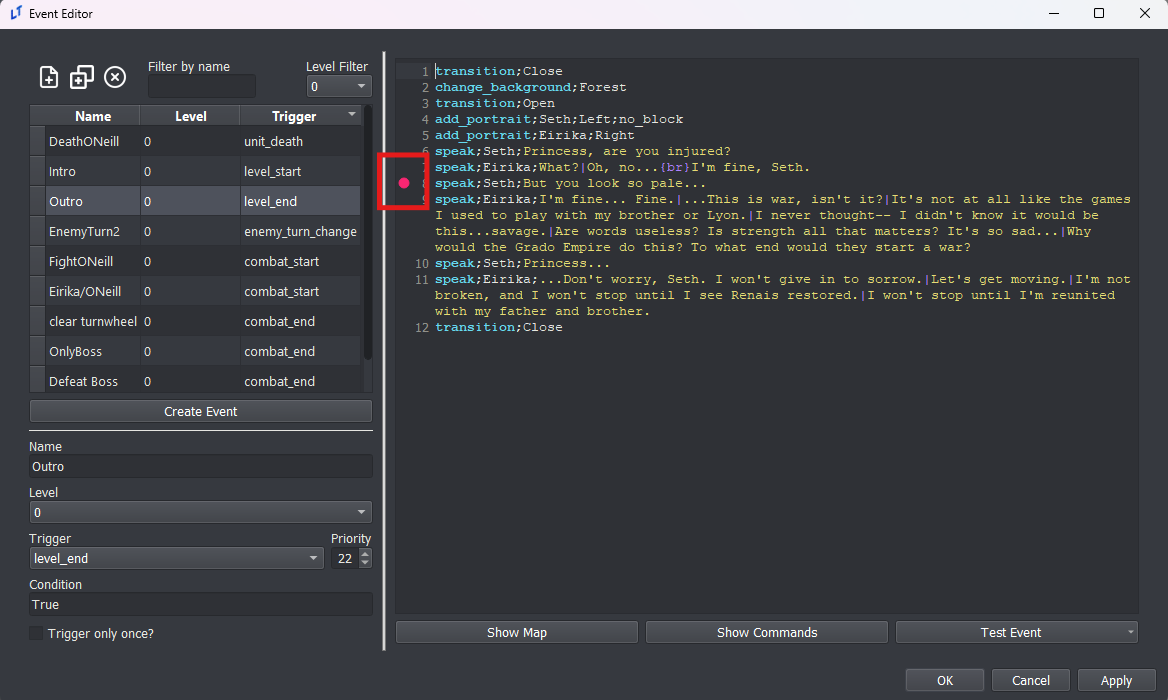 Event Editor
Filter by name
Level Filter
0
Name Level Trigger
DeathONeill 0 unit_death
Intro 0 level_start
Outro 0 level_end
EnemyTurn2 0 enemy_turn_change
FightONeill 0 combat_start
Eirika/ONeill 0 combat_start
clear turnwheel 0 combat_end
OnlyBoss 0 combat_end
Defeat Boss 0 combat_end
Create Event
Name
Outro
Level
0
Trigger Priority
level_end 22
Condition
True
Trigger only once?
1 transition;Close
2 change_background;Forest
3 transition;Open
4 add_portrait;Seth;Left;no_block
5 add_portrait;Eirika;Right
6 speak;Seth;Princess, are you injured?
7 speak;Eirika;What?|Oh, no...{br}I'm fine, Seth.
8 speak;Seth;But you look so pale...
9 speak;Eirika;I'm fine... Fine.|...This is war, isn't it?|It's not at all like the games
I used to play with my brother or Lyon.|I never thought-- I didn't know it would be
this...savage.|Are words useless? Is strength all that matters? It's so sad...|Why
would the Grado Empire do this? To what end would they start a war?
10 speak;Seth;Princess...
11 speak;Eirika;...Don't worry, Seth. I won't give in to sorrow.|Let's get moving.|I'm not
broken, and I won't stop until I see Renais restored.|I won't stop until I'm reunited
with my father and brother.
12 transition;Close
Show Map
Show Commands
Test Event
OK
Cancel
Apply